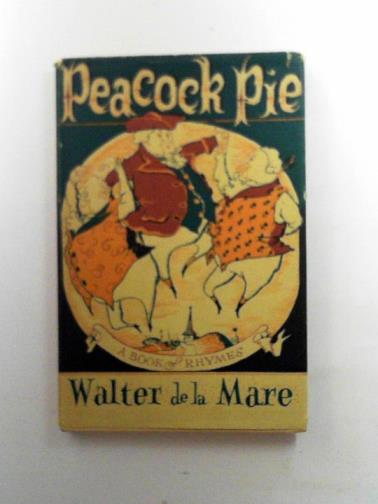 Peacock Pie
A BOOK of RHYMES
Walter de la Mare